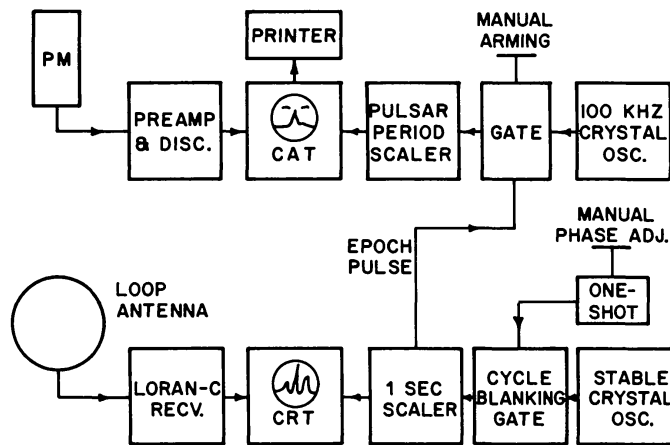 MANUAL
ARMING
PM
PRINTER
PREAMP
& DISC.
CAT
PULSAR
PERIOD
SCALER
GATE
100 KHZ
CRYSTAL
OSC.
EPOCH
PULSE
MANUAL
PHASE ADJ.
ONE-
SHOT
LOOP
ANTENNA
LORAN-C
RECV.
CRT
1 SEC
SCALER
CYCLE
BLANKING
GATE
STABLE
CRYSTAL
OSC.